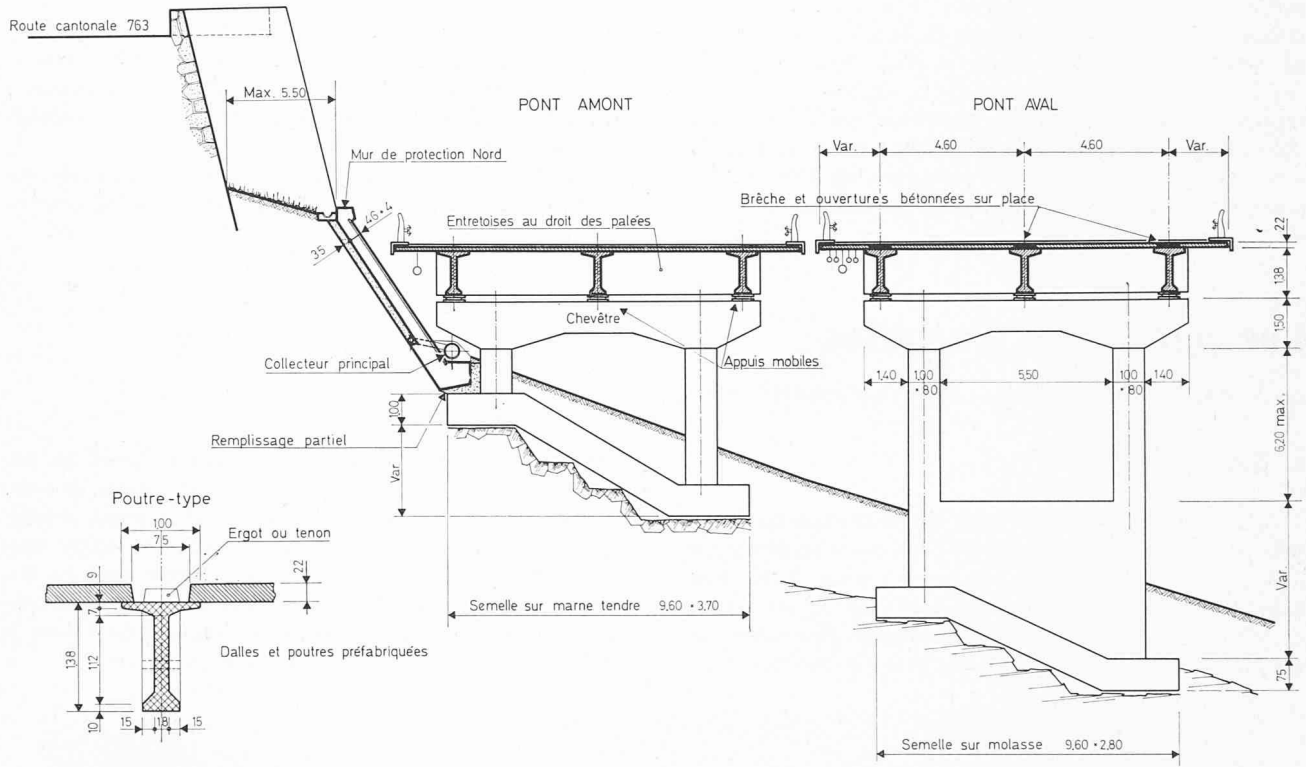 Route cantonale 763
Max. 5.50
PONT AMONT
PONT AVAL
Mur de protection Nord
Var.
4.60
4.60
Var.
46•4
35
Entretoises au droit des palées
Brêche et ouvertures bétonnées sur place
22
138
Chevêtre
150
Collecteur principal
Appuis mobiles
1,40
1,00
•80
5,50
100
•80
140
6,20 max.
100
Remplissage partiel
Var
Poutre-type
100
75
Ergot ou tenon
9
22
7
138
112
Dalles et poutres préfabriquées
10
15
18
15
Semelle sur marne tendre 9,60 • 3,70
Var.
75
Semelle sur molasse 9,60 • 2,80